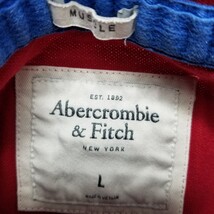 MUSCLE
EST. 1892
Abercrombie
& Fitch
NEW YORK
L